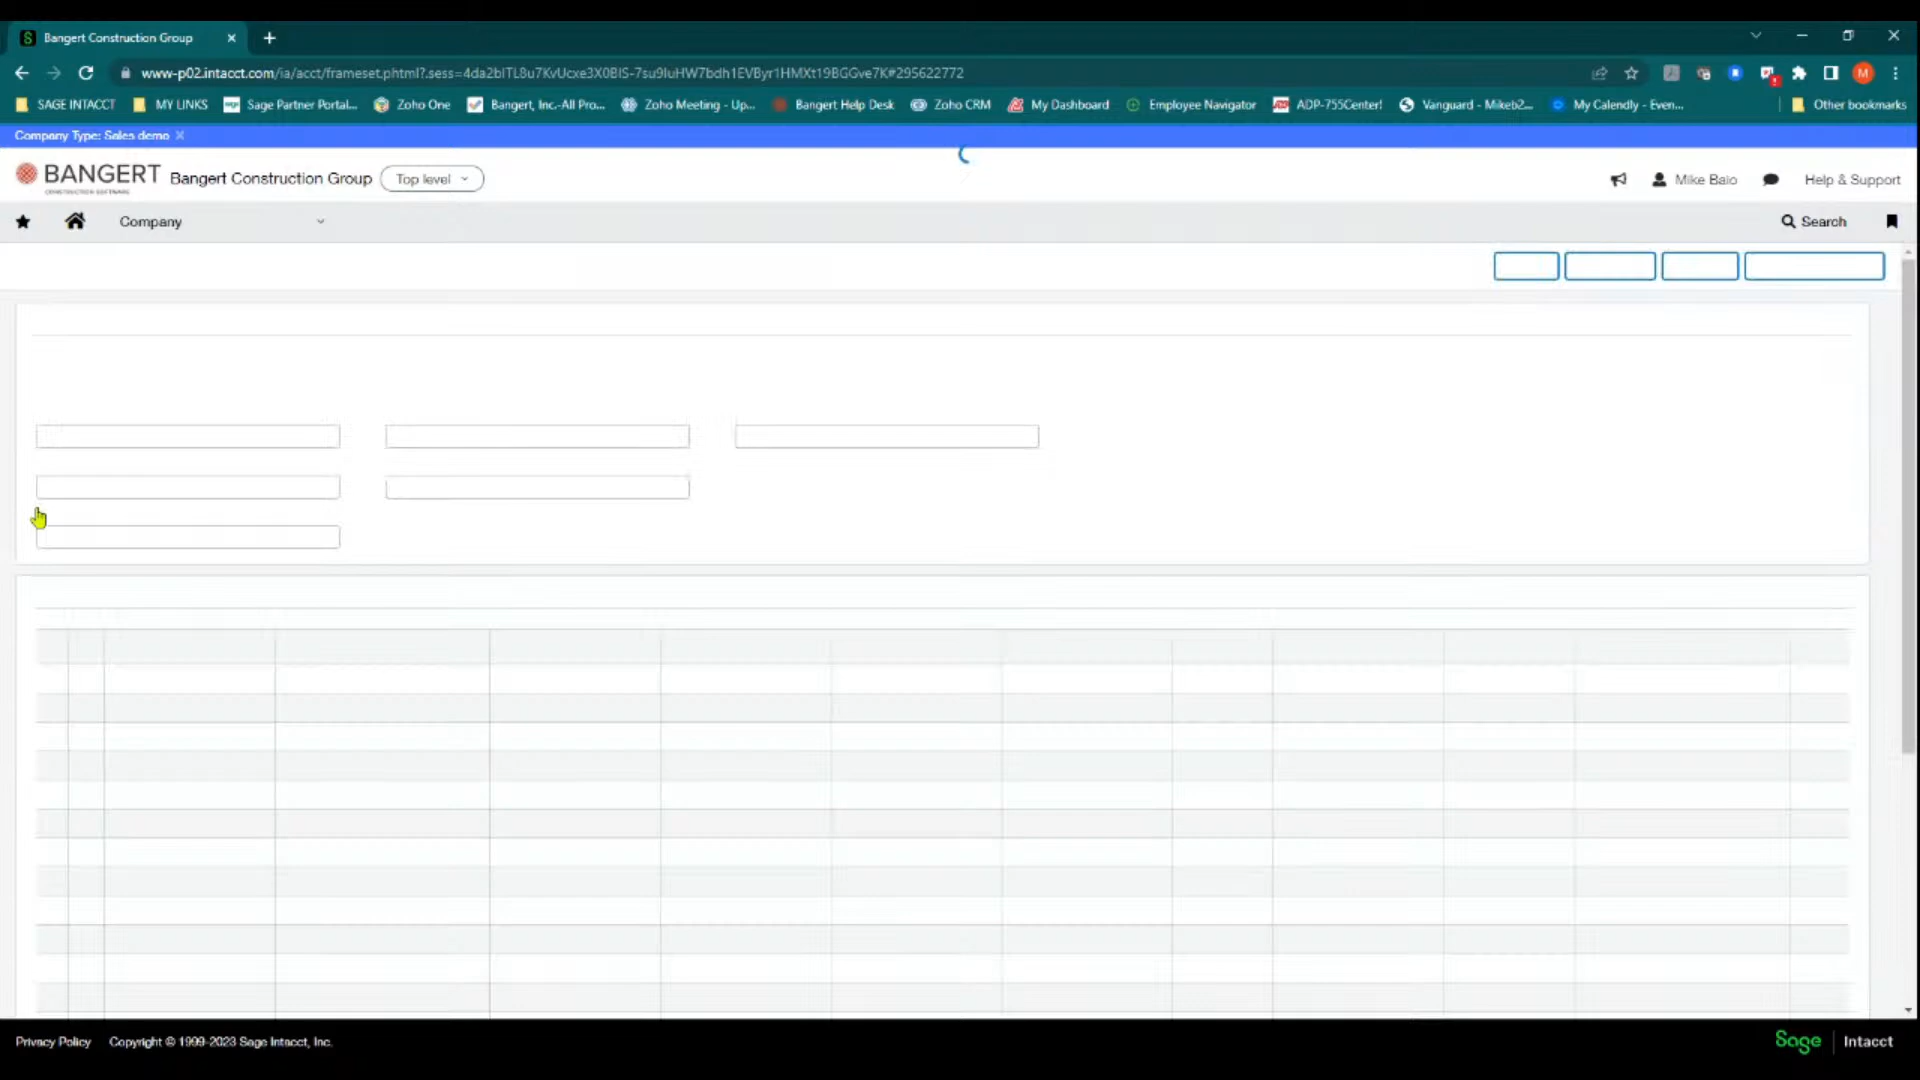 Bangert Construction Group
www-p02.intacct.com/ia/acct/frameset.phtml?.sess=4da2bITL8u7KvUcxe3X0BIS-7su9IuHW7bdh1EVByr1HMXt19BGGve7K#295622772
M
SAGE INTACCT
MY LINKS
Sage Partner Portal...
Zoho One
Bangert, Inc.-All Pro...
Zoho Meeting - Up...
Bangert Help Desk
Zoho CRM
My Dashboard
Employee Navigator
ADP-755Center!
Vanguard - Mikeb2...
My Calendly - Even...
Other bookmarks
Company Type: Sales demo
BANGERT
CONSTRUCTION SOFTWARE
Bangert Construction Group
Top level
Mike Baio
Help & Support
Company
Search
Privacy Policy
Copyright © 1999-2023 Sage Intacct, Inc.
Sage
Intacct